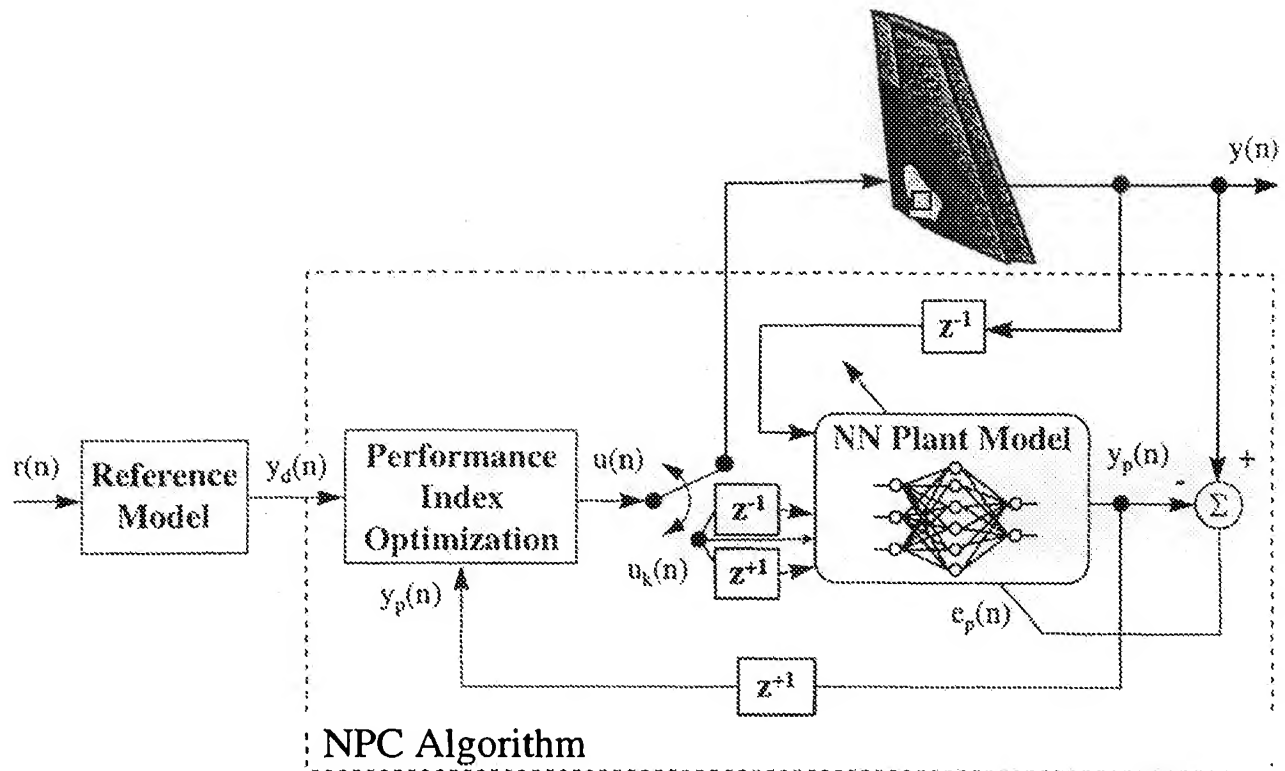 y(n)
z⁻¹
r(n)
Reference
Model
y_d(n)
Performance
Index
Optimization
u(n)
z⁻¹
z⁺¹
u_k(n)
NN Plant Model
y_p(n)
+
-
Σ
y_p(n)
e_p(n)
z⁺¹
NPC Algorithm